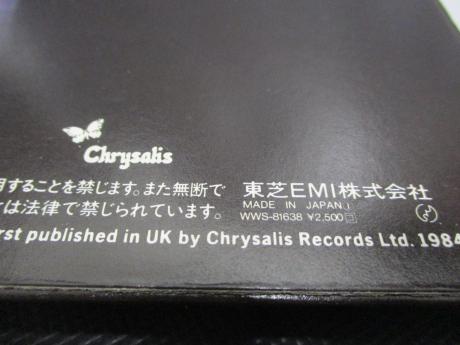 Chrysalis
することを禁じます。また無断で
は法律で禁じられています。
東芝EMI株式会社
MADE IN JAPAN
WWS-81638 ¥2,500
published in UK by Chrysalis Records Ltd. 1984